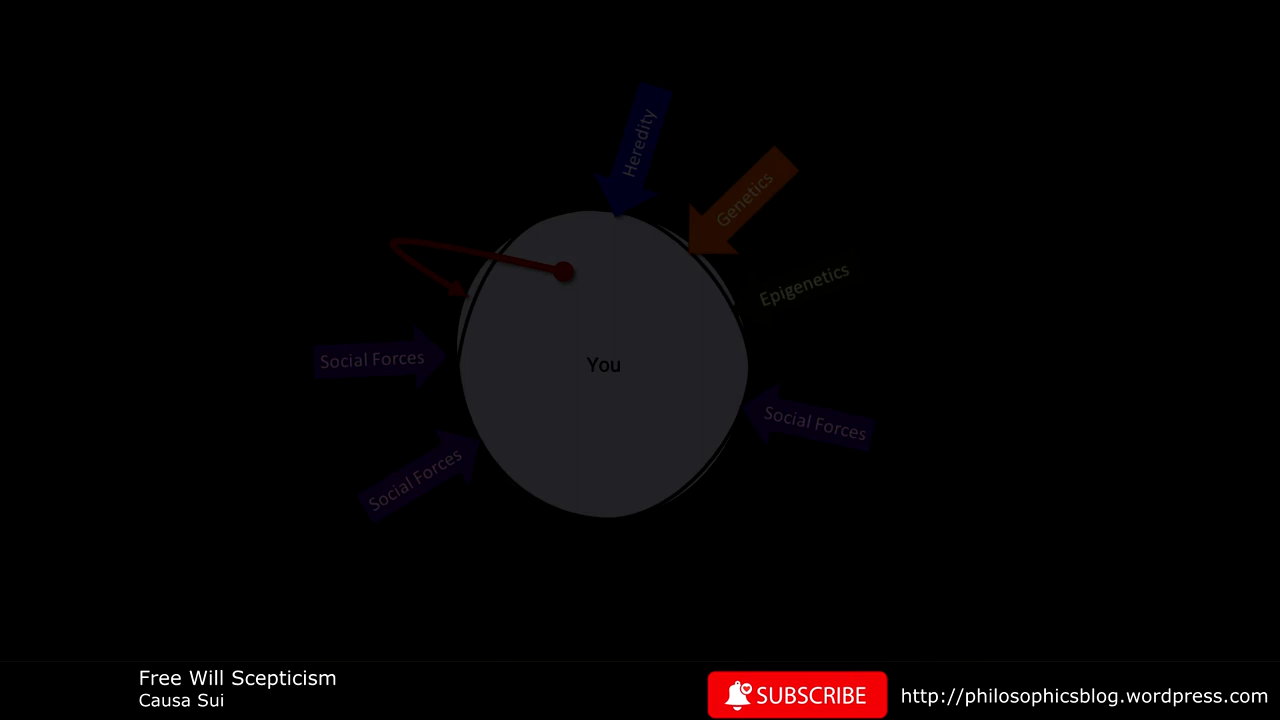 Heredity
Genetics
Epigenetics
Social Forces
You
Social Forces
Social Forces
Free Will Scepticism
Causa Sui
SUBSCRIBE
http://philosophicsblog.wordpress.com